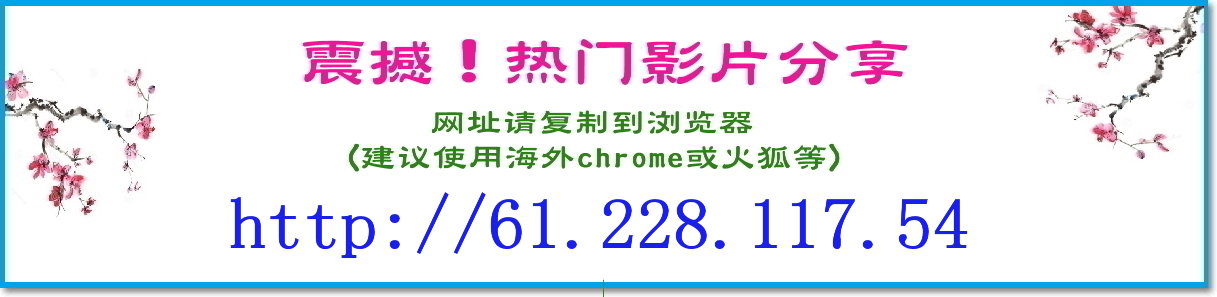 震撼！热门影片分享
网址请复制到浏览器
(建议使用海外chrome或火狐等)
http://61.228.117.54